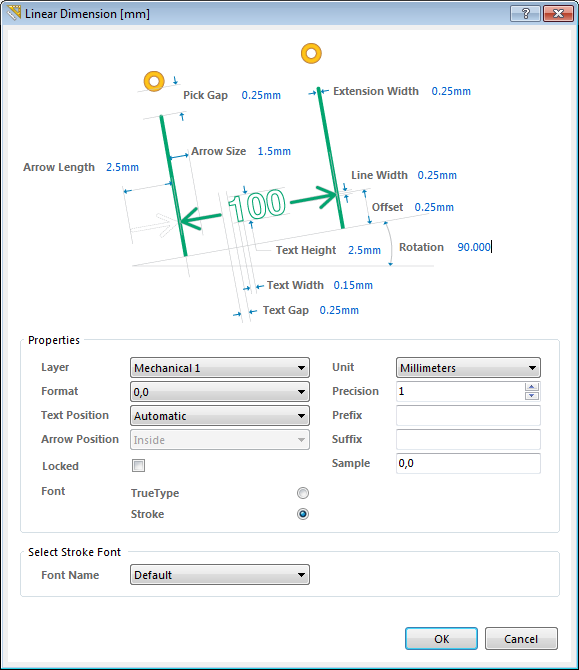 Linear Dimension [mm]
?
Pick Gap 0.25mm
Extension Width 0.25mm
Arrow Size 1.5mm
Arrow Length 2.5mm
Line Width 0.25mm
100
Offset 0.25mm
Rotation 90.000
Text Height 2.5mm
Text Width 0.15mm
Text Gap 0.25mm
Properties
Layer Mechanical 1 Unit Millimeters
Format 0,0 Precision 1
Text Position Automatic Prefix
Arrow Position Inside Suffix
Locked Sample 0,0
Font TrueType
Stroke
Select Stroke Font
Font Name Default
OK Cancel